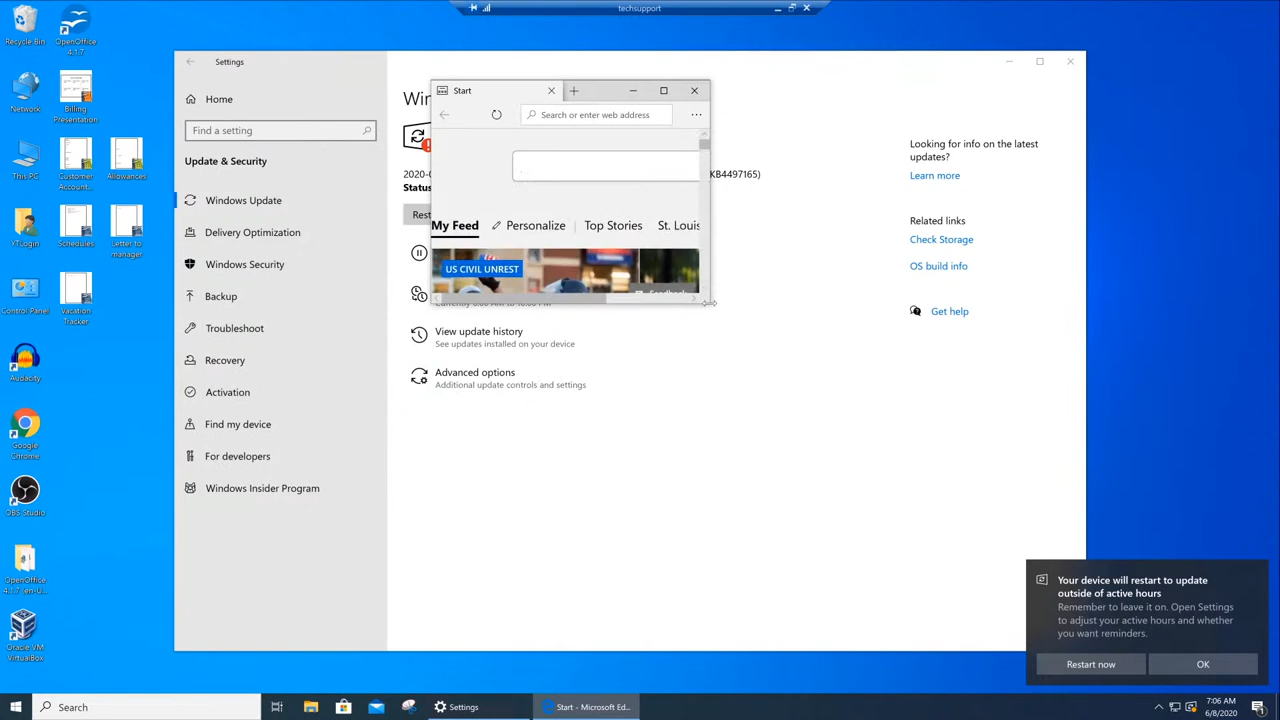 techsupport
Recycle Bin
OpenOffice
4.1.7
Network
Billing
Presentation
This PC
Customer
Account...
Allowances
YTLogin
Schedules
Letter to
manager
Control Panel
Vacation
Tracker
Audacity
Google
Chrome
OBS Studio
OpenOffice
4.1.7 (en-U...
Oracle VM
VirtualBox
Settings
Home
Find a setting
Update & Security
Windows Update
Delivery Optimization
Windows Security
Backup
Troubleshoot
Recovery
Activation
Find my device
For developers
Windows Insider Program
Win
2020-0
KB4497165)
Status
Rest
Start
Search or enter web address
My Feed
Personalize
Top Stories
St. Louis
US CIVIL UNREST
Feedback
View update history
See updates installed on your device
Advanced options
Additional update controls and settings
Looking for info on the latest
updates?
Learn more
Related links
Check Storage
OS build info
Get help
Your device will restart to update
outside of active hours
Remember to leave it on. Open Settings
to adjust your active hours and whether
you want reminders.
Restart now
OK
Search
Settings
Start - Microsoft Ed...
7:06 AM
6/8/2020
1